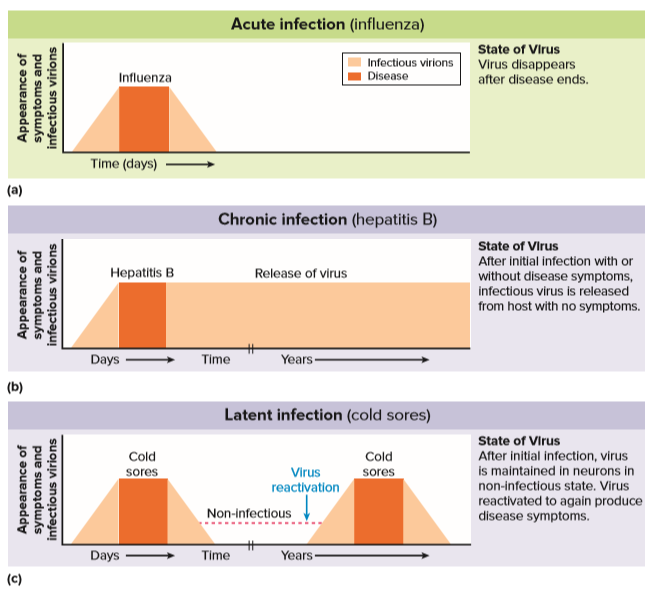 Acute infection (influenza)
Appearance of
symptoms and
infectious virions
Influenza
Infectious virions
Disease
Time (days)
State of Virus
Virus disappears
after disease ends.
(a)
Chronic infection (hepatitis B)
Appearance of
symptoms and
infectious virions
Hepatitis B
Release of virus
Days
Time
Years
State of Virus
After initial infection with or
without disease symptoms,
infectious virus is released
from host with no symptoms.
(b)
Latent infection (cold sores)
Appearance of
symptoms and
infectious virions
Cold
sores
Non-infectious
Virus
reactivation
Cold
sores
Days
Time
Years
State of Virus
After initial infection, virus
is maintained in neurons in
non-infectious state. Virus
reactivated to again produce
disease symptoms.
(c)